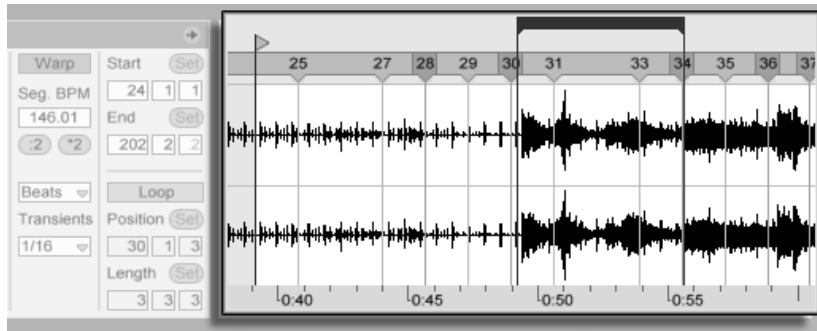 Warp Start Set
Seg. BPM 24 1 1
146.01 End Set
:2 *2 202 2 2
Beats Loop
Transients Position Set
1/16 30 1 3
Length Set
3 3 3
25 27 28 29 30 31 33 34 35 36 37
0:40 0:45 0:50 0:55